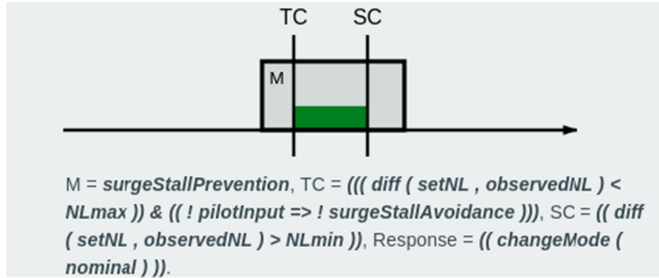 TC SC
M
M = surgeStallPrevention, TC = ((( diff ( setNL , observedNL ) <
NLmax )) & (( ! pilotInput => ! surgeStallAvoidance ))), SC = (( diff
( setNL , observedNL ) > NLmin )), Response = (( changeMode (
nominal ) )).